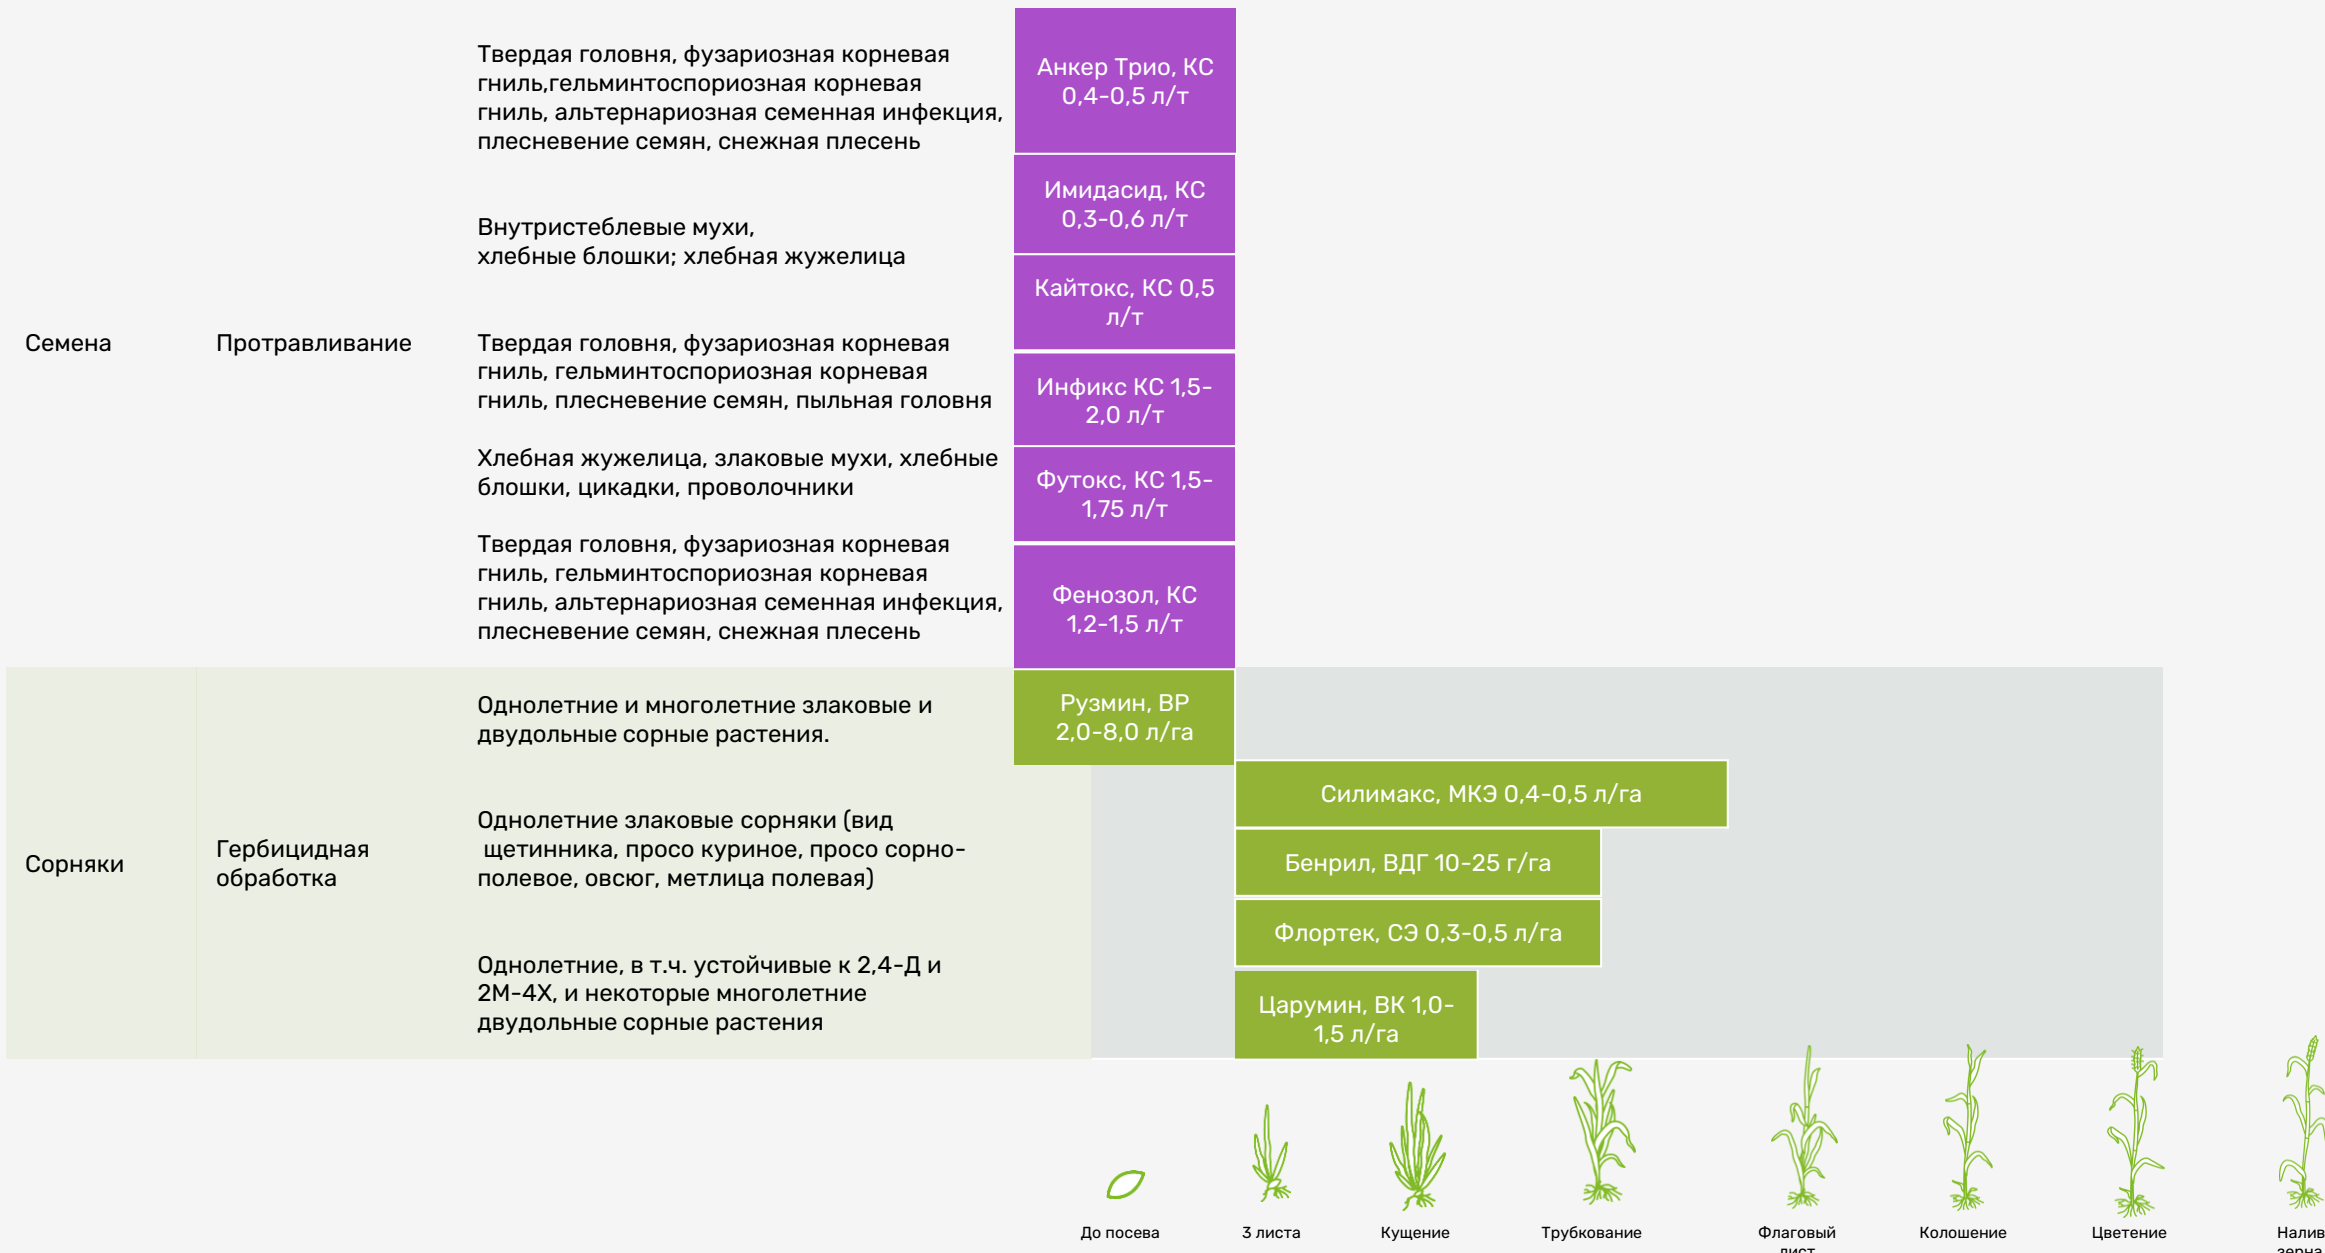 Семена
Протравливание
Твердая головня, фузариозная корневая
гниль,гельминтоспориозная корневая
гниль, альтернариозная семенная инфекция,
плесневение семян, снежная плесень
Внутристеблевые мухи,
хлебные блошки; хлебная жужелица
Твердая головня, фузариозная корневая
гниль, гельминтоспориозная корневая
гниль, плесневение семян, пыльная головня
Хлебная жужелица, злаковые мухи, хлебные
блошки, цикадки, проволочники
Твердая головня, фузариозная корневая
гниль, гельминтоспориозная корневая
гниль, альтернариозная семенная инфекция,
плесневение семян, снежная плесень
Анкер Трио, КС
0,4-0,5 л/т
Имидасид, КС
0,3-0,6 л/т
Кайтокс, КС 0,5
л/т
Инфикс КС 1,5-
2,0 л/т
Футокс, КС 1,5-
1,75 л/т
Фенозол, КС
1,2-1,5 л/т
Сорняки
Гербицидная
обработка
Однолетние и многолетние злаковые и
двудольные сорные растения.
Однолетние злаковые сорняки (вид
щетинника, просо куриное, просо сорно-
полевое, овсюг, метлица полевая)
Однолетние, в т.ч. устойчивые к 2,4-Д и
2М-4Х, и некоторые многолетние
двудольные сорные растения
Рузмин, ВР
2,0-8,0 л/га
Силимакс, МКЭ 0,4-0,5 л/га
Бенрил, ВДГ 10-25 г/га
Флортек, СЭ 0,3-0,5 л/га
Царумин, ВК 1,0-
1,5 л/га
До посева
3 листа
Кущение
Трубкование
Флаговый
лист
Колошение
Цветение
Налив
зерна